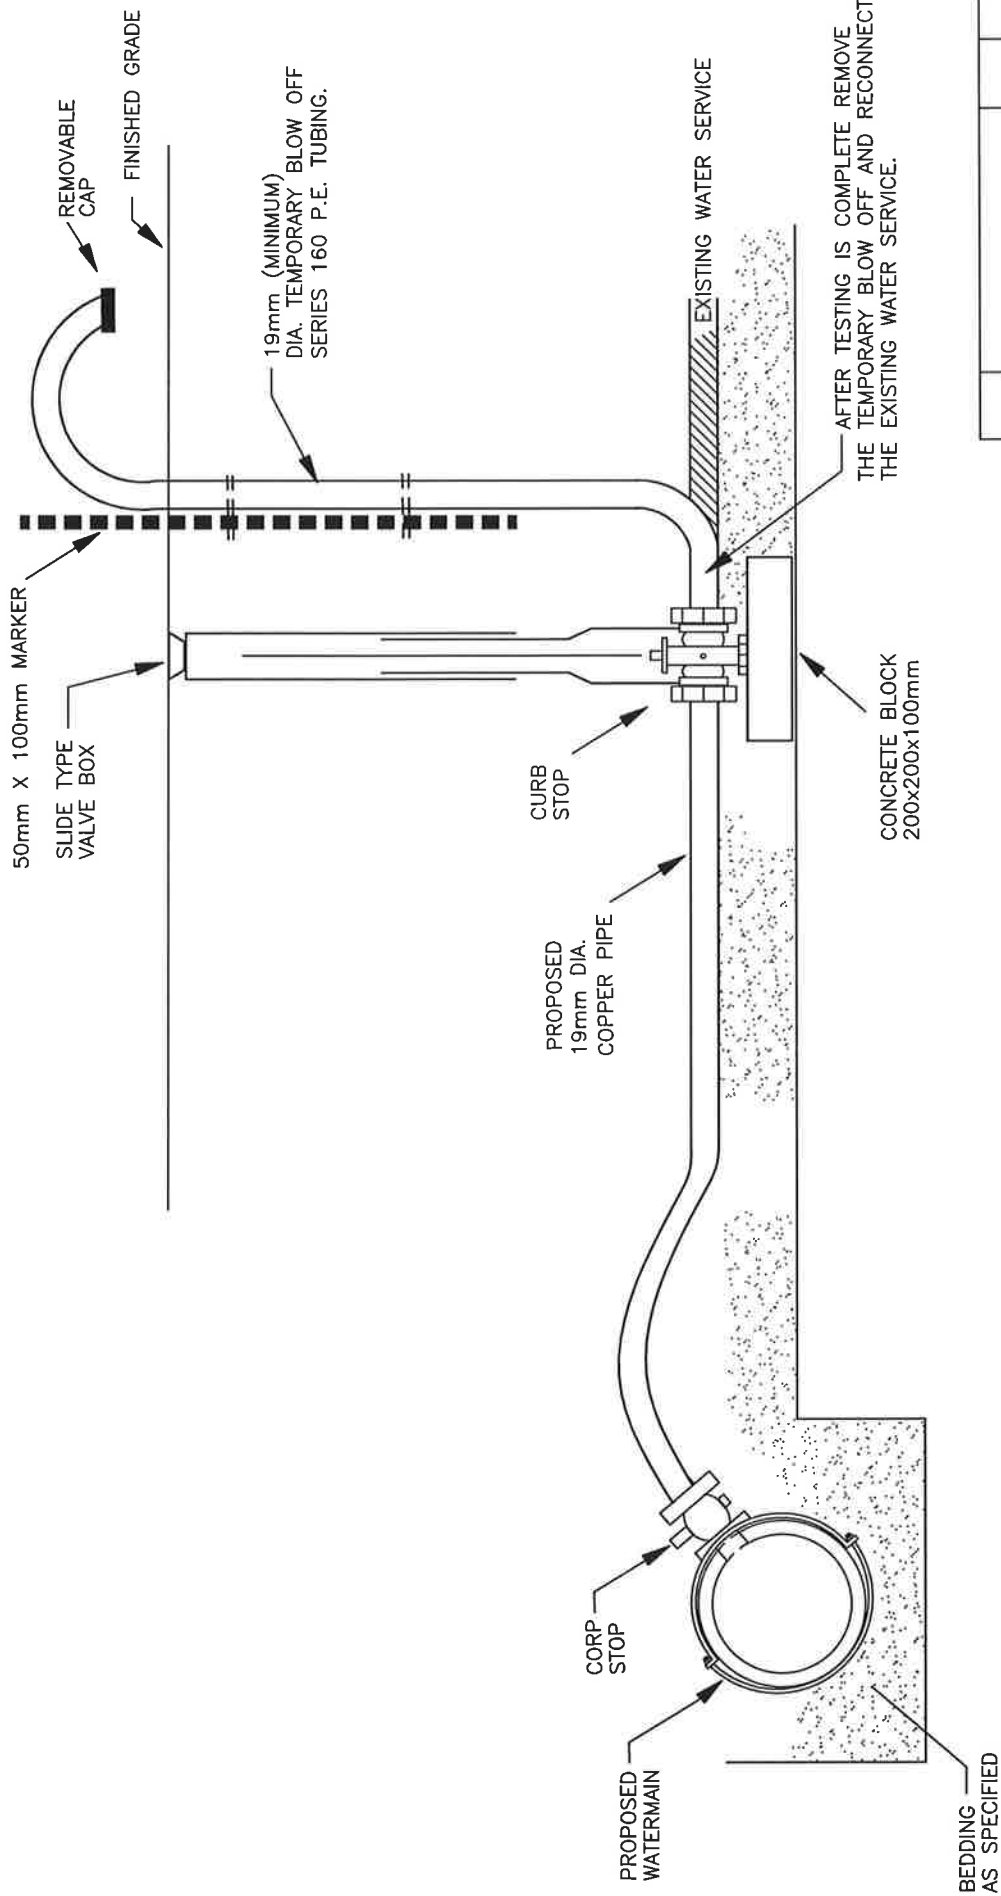 50mm X 100mm MARKER
SLIDE TYPE
VALVE BOX
REMOVABLE
CAP
FINISHED GRADE
19mm (MINIMUM)
DIA. TEMPORARY BLOW OFF
SERIES 160 P.E. TUBING.
CURB
STOP
EXISTING WATER SERVICE
PROPOSED
19mm DIA.
COPPER PIPE
CORP
STOP
PROPOSED
WATERMAIN
BEDDING
AS SPECIFIED
CONCRETE BLOCK
200x200x100mm
AFTER TESTING IS COMPLETE REMOVE
THE TEMPORARY BLOW OFF AND RECONNECT
THE EXISTING WATER SERVICE.